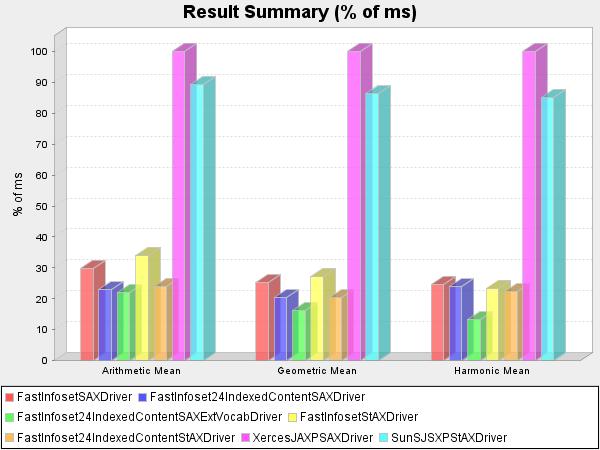 Result Summary (% of ms)
% of ms
100
90
80
70
60
50
40
30
20
10
0
Arithmetic Mean Geometric Mean Harmonic Mean
FastInfosetSAXDriver FastInfoset24IndexedContentSAXDriver
FastInfoset24IndexedContentSAXExtVocabDriver FastInfosetStAXDriver
FastInfoset24IndexedContentStAXDriver XercesJAXPSAXDriver SunSJSXPStAXDriver